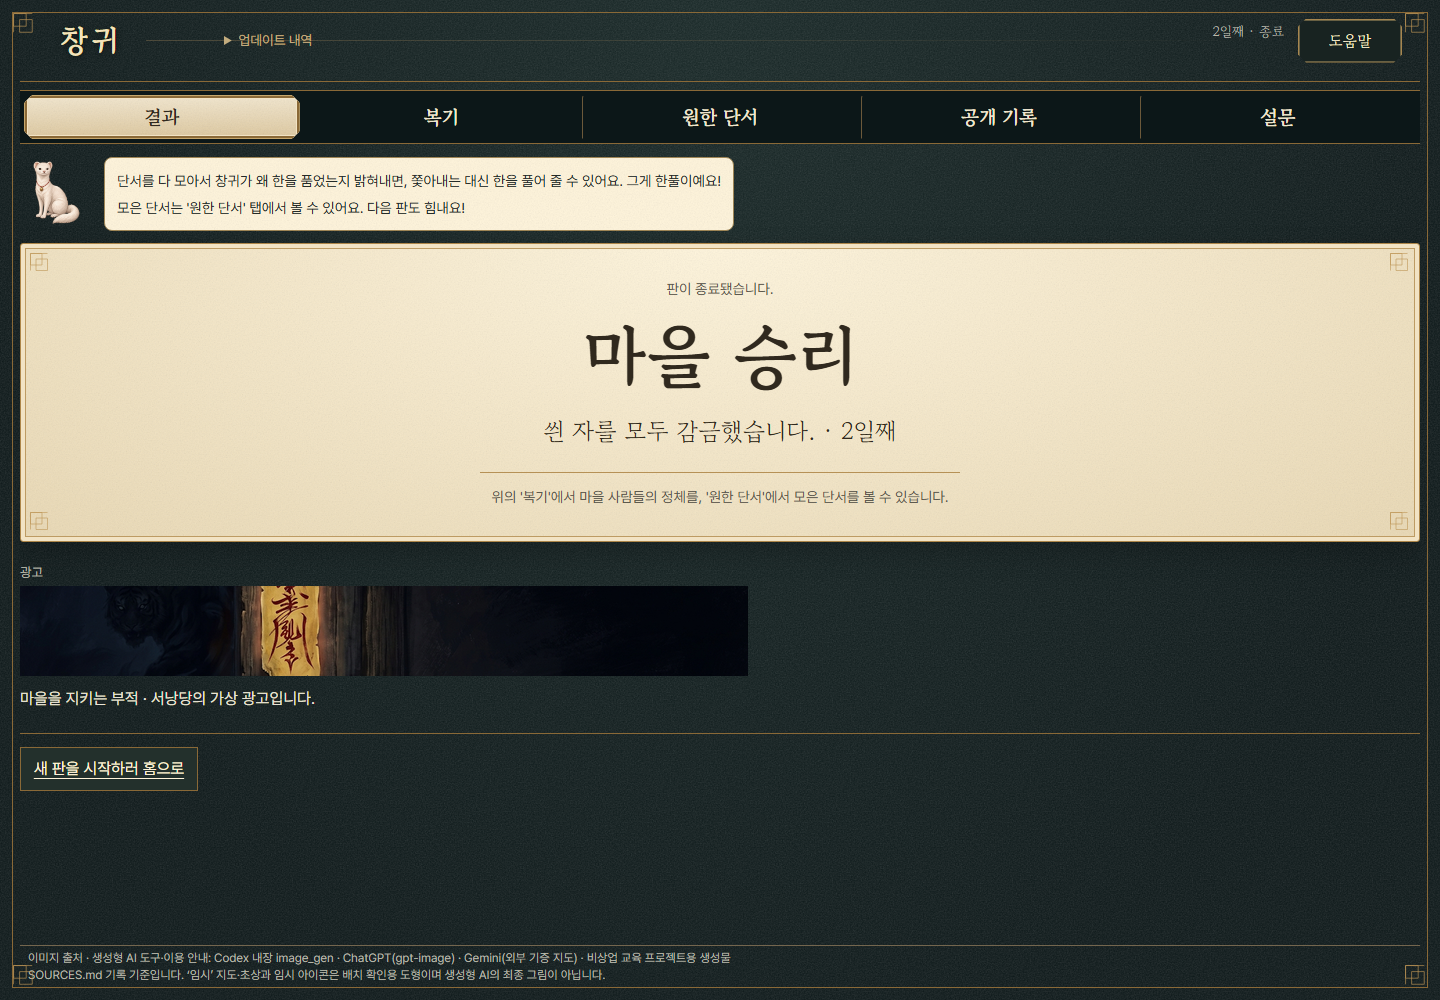 창귀
▶ 업데이트 내역
2일째 · 종료
도움말
결과
복기
원한 단서
공개 기록
설문
단서를 다 모아서 창귀가 왜 한을 품었는지 밝혀내면, 쫓아내는 대신 한을 풀어 줄 수 있어요. 그게 한풀이예요!
모은 단서는 '원한 단서' 탭에서 볼 수 있어요. 다음 판도 힘내요!
판이 종료됐습니다.
마을 승리
씐 자를 모두 감금했습니다. · 2일째
위의 '복기'에서 마을 사람들의 정체를, '원한 단서'에서 모은 단서를 볼 수 있습니다.
광고
마을을 지키는 부적 · 서낭당의 가상 광고입니다.
새 판을 시작하러 홈으로
이미지 출처 · 생성형 AI 도구·이용 안내: Codex 내장 image_gen · ChatGPT(gpt-image) · Gemini(외부 기증 지도) · 비상업 교육 프로젝트용 생성물
SOURCES.md 기록 기준입니다. ‘임시’ 지도·초상과 임시 아이콘은 배치 확인용 도형이며 생성형 AI의 최종 그림이 아닙니다.